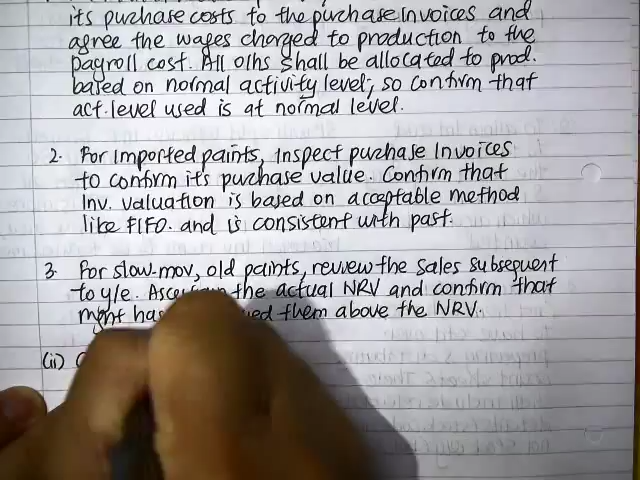 its purchase costs to the purchase invoices and
agree the wages charged to production to the
payroll cost. All o/hs shall be allocated to prod.
based on normal activity level, so confirm that
act. level used is at normal level.
2. For imported paints, inspect purchase invoices
to confirm it's purchase value. Confirm that
Inv. valuation is based on acceptable method
like FIFO. and is consistent with past.
3. For slow-mov, old paints, review the sales subsequent
to y/e. the actual NRV and confirm that
mgnt has them above the NRV.
(ii)